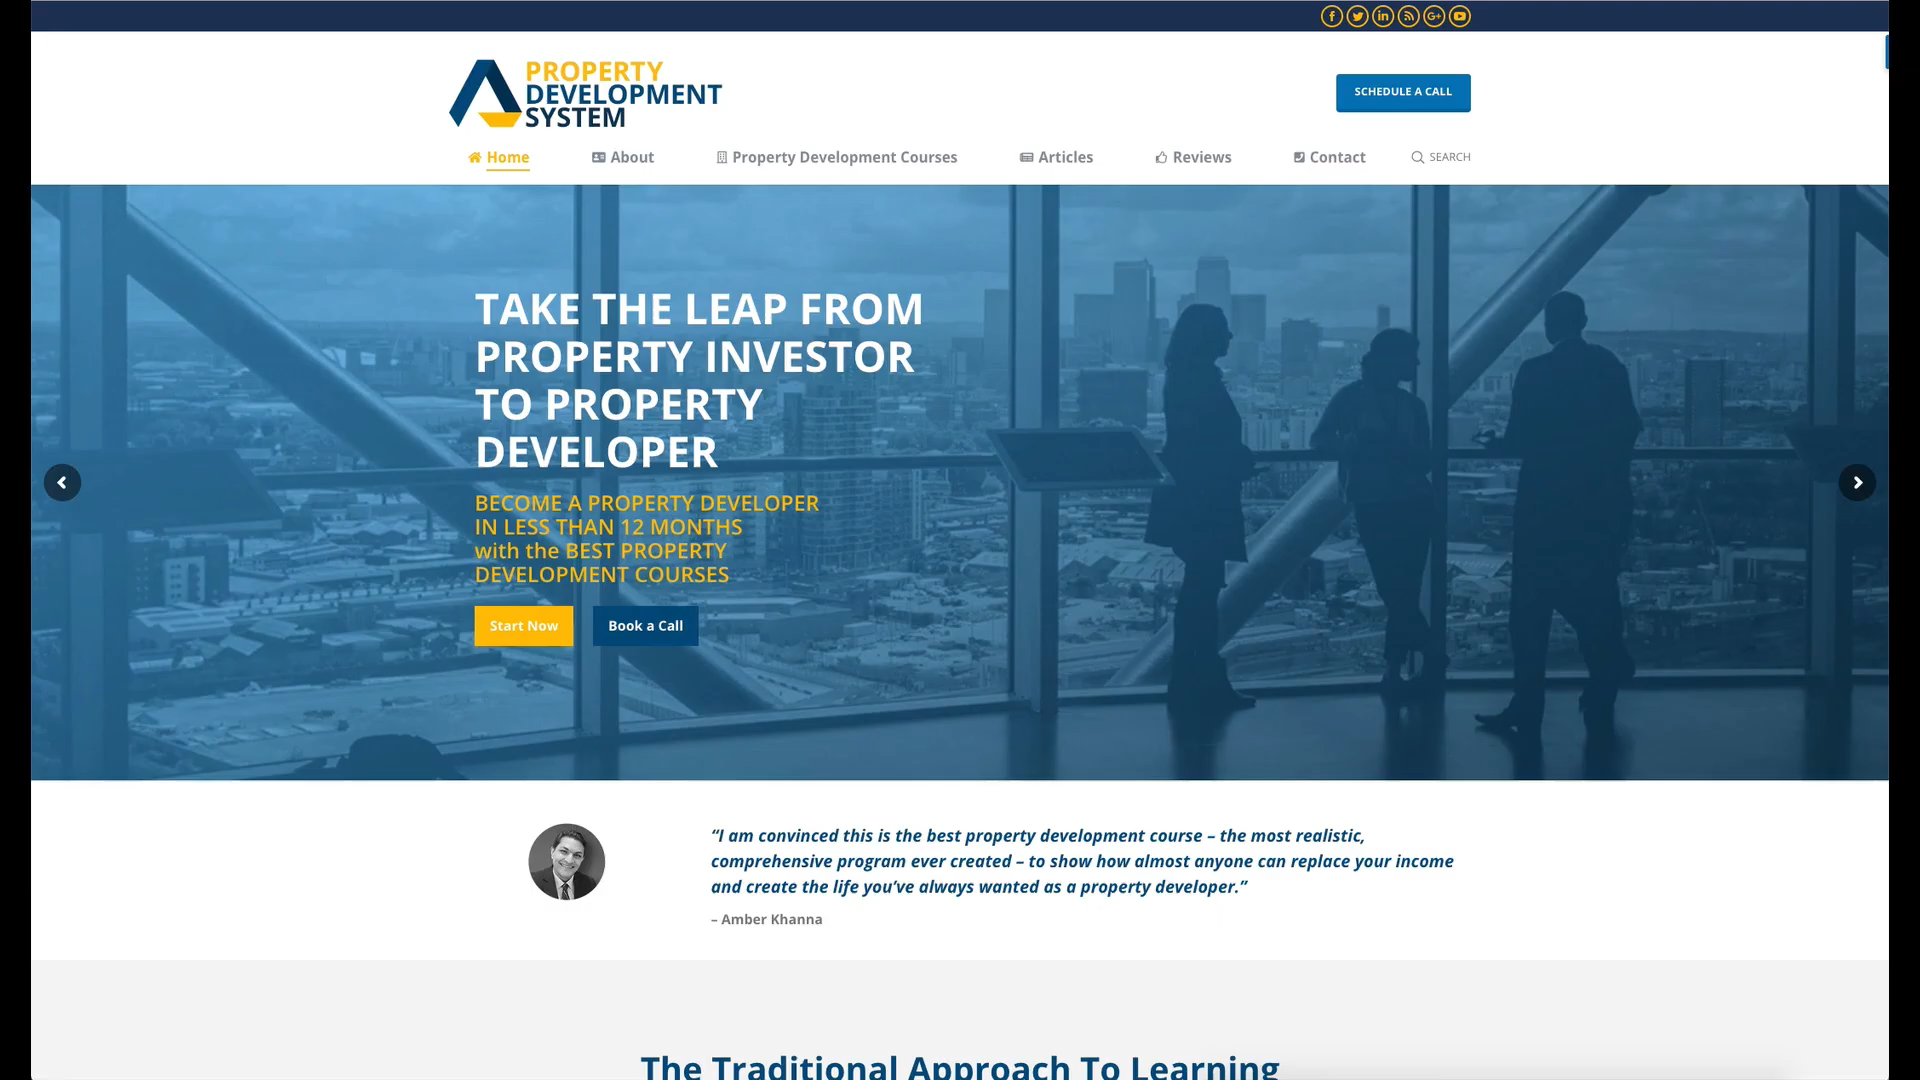 PROPERTY
DEVELOPMENT
SYSTEM
SCHEDULE A CALL
Home
About
Property Development Courses
Articles
Reviews
Contact
SEARCH
TAKE THE LEAP FROM
PROPERTY INVESTOR
TO PROPERTY
DEVELOPER
BECOME A PROPERTY DEVELOPER
IN LESS THAN 12 MONTHS
with the BEST PROPERTY
DEVELOPMENT COURSES
Start Now
Book a Call
“I am convinced this is the best property development course – the most realistic,
comprehensive program ever created – to show how almost anyone can replace your income
and create the life you’ve always wanted as a property developer.”
– Amber Khanna
The Traditional Approach To Learning